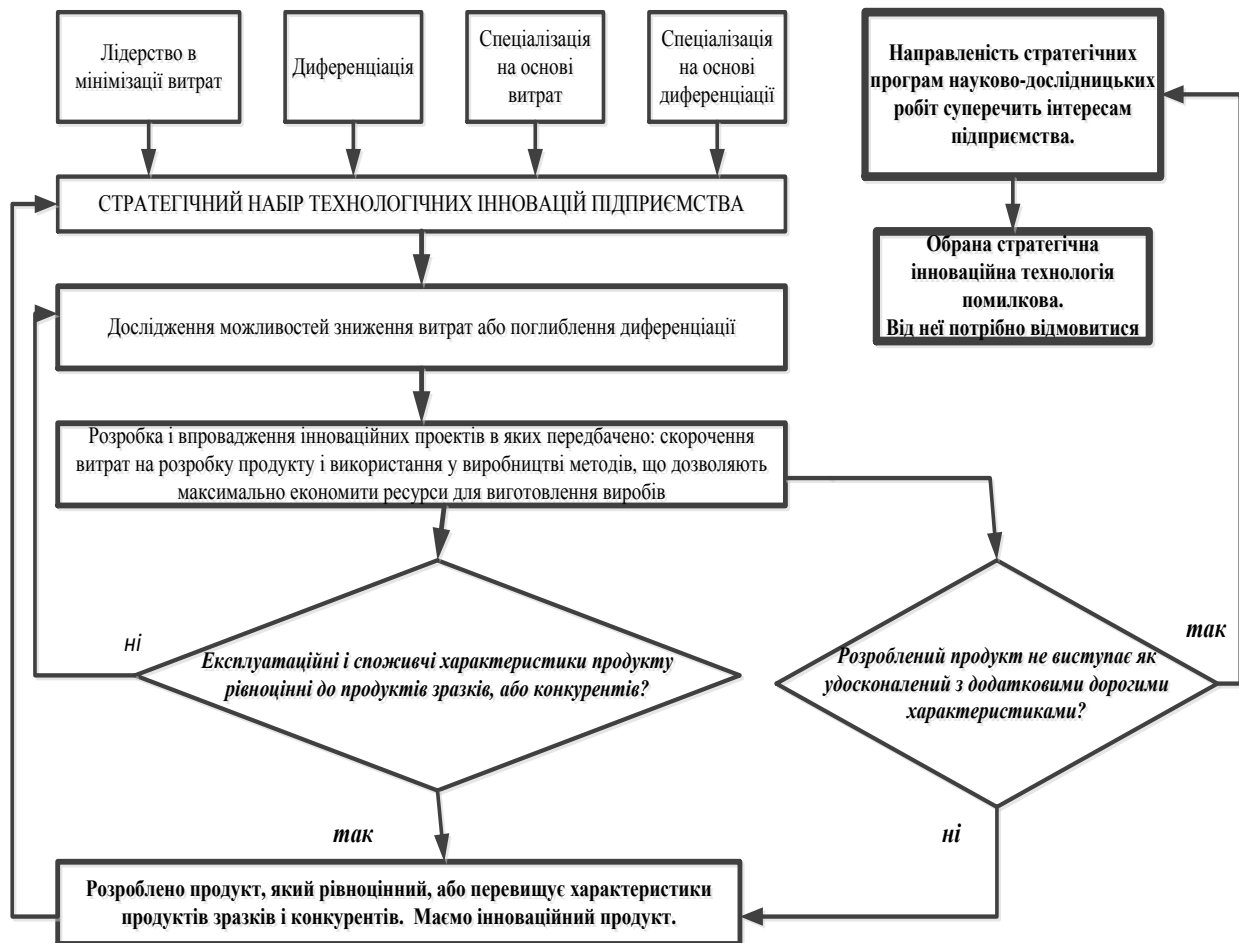 Лідерство в
мінімізації витрат
Диференціація
Спеціалізація
на основі
витрат
Спеціалізація
на основі
диференціації
Направленість стратегічних
програм науково-дослідницьких
робіт суперечить інтересам
підприємства.
СТРАТЕГІЧНИЙ НАБІР ТЕХНОЛОГІЧНИХ ІННОВАЦІЙ ПІДПРИЄМСТВА
Обрана стратегічна
інноваційна технологія
помилкова.
Від неї потрібно відмовитися
Дослідження можливостей зниження витрат або поглиблення диференціації
Розробка і впровадження інноваційних проектів в яких передбачено: скорочення
витрат на розробку продукту і використання у виробництві методів, що дозволяють
максимально економити ресурси для виготовлення виробів
ні
Експлуатаційні і споживчі характеристики продукту
рівноцінні до продуктів зразків, або конкурентів?
так
Розроблений продукт не виступає як
удосконалений з додатковими дорогими
характеристиками?
так
ні
Розроблено продукт, який рівноцінний, або перевищує характеристики
продуктів зразків і конкурентів. Маємо інноваційний продукт.